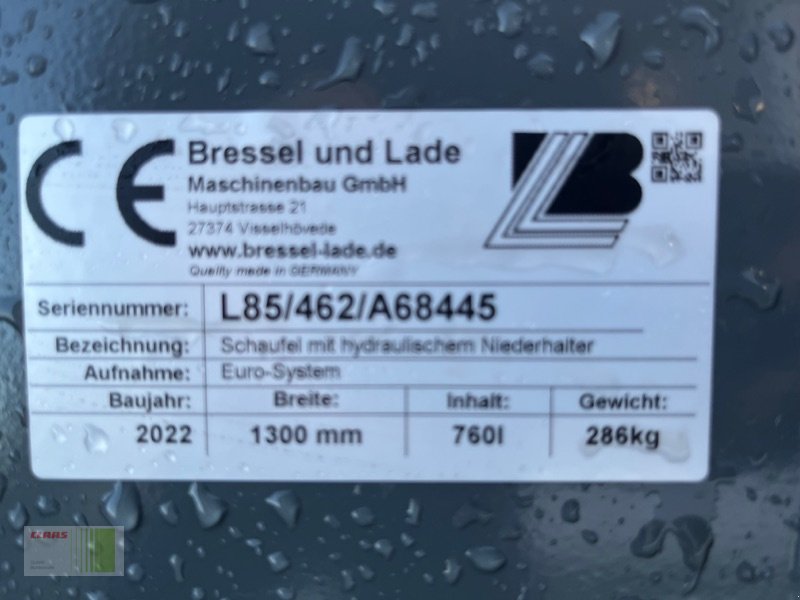 CE
Bressel und Lade
Maschinenbau GmbH
Hauptstrasse 21
27374 Visselhövede
www.bressel-lade.de
Quality made in GERMANY
LB
Seriennummer: L85/462/A68445
Bezeichnung: Schaufel mit hydraulischem Niederhalter
Aufnahme: Euro-System
Baujahr: Breite: Inhalt: Gewicht:
2022 1300 mm 760l 286kg
CLAAS